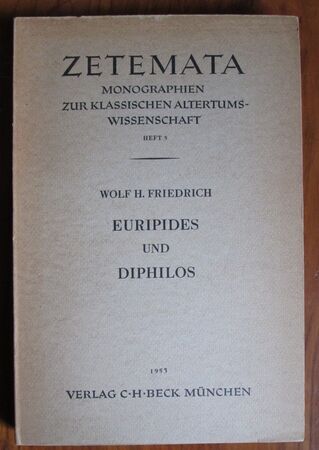 ZETEMATA
MONOGRAPHIEN
ZUR KLASSISCHEN ALTERTUMS-
WISSENSCHAFT
HEFT 5
WOLF H. FRIEDRICH
EURIPIDES
UND
DIPHILOS
1953
VERLAG C·H·BECK MÜNCHEN